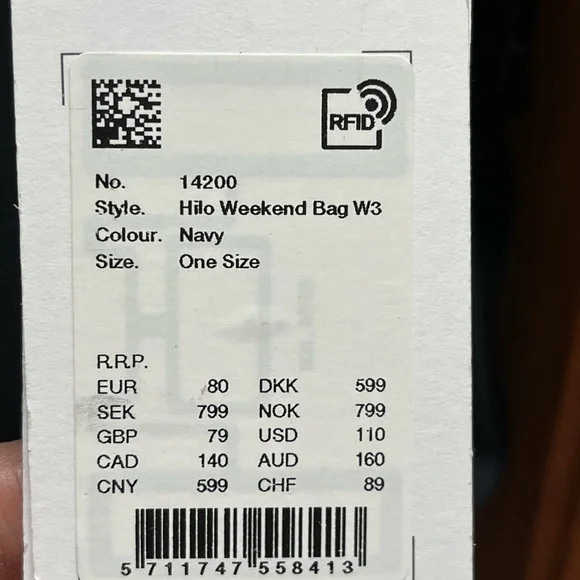 RFID
No. 14200
Style. Hilo Weekend Bag W3
Colour. Navy
Size. One Size
R.R.P.
EUR 80 DKK 599
SEK 799 NOK 799
GBP 79 USD 110
CAD 140 AUD 160
CNY 599 CHF 89
5 711747 558413